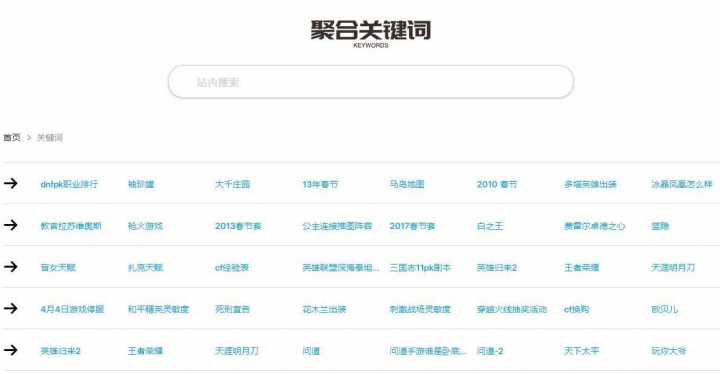 聚合关键词
KEYWORDS
站内搜索
首页 > 关键词
dnfpk职业排行 袖珍罐 大千庄园 13年春节 马岛地图 2010 春节 多塔英雄出装 冰晶凤凰怎么样
教官拉苏维奥斯 枪火游戏 2013春节套 公主连接推图阵容 2017春节套 白之王 费雷尔卓德之心 蓝隐
盲女天赋 扎克天赋 cf经验表 英雄联盟深海泰坦... 三国志11pk剧本 英雄归来2 王者荣耀 天涯明月刀
4月4日游戏停服 和平精英灵敏度 死刑宣告 花木兰出装 刺激战场灵敏度 穿越火线抽奖活动 cf换购 欧贝儿
英雄归来2 王者荣耀 天涯明月刀 问道 问道手游谁是卧底... 问道-2 天下太平 玩你大爷